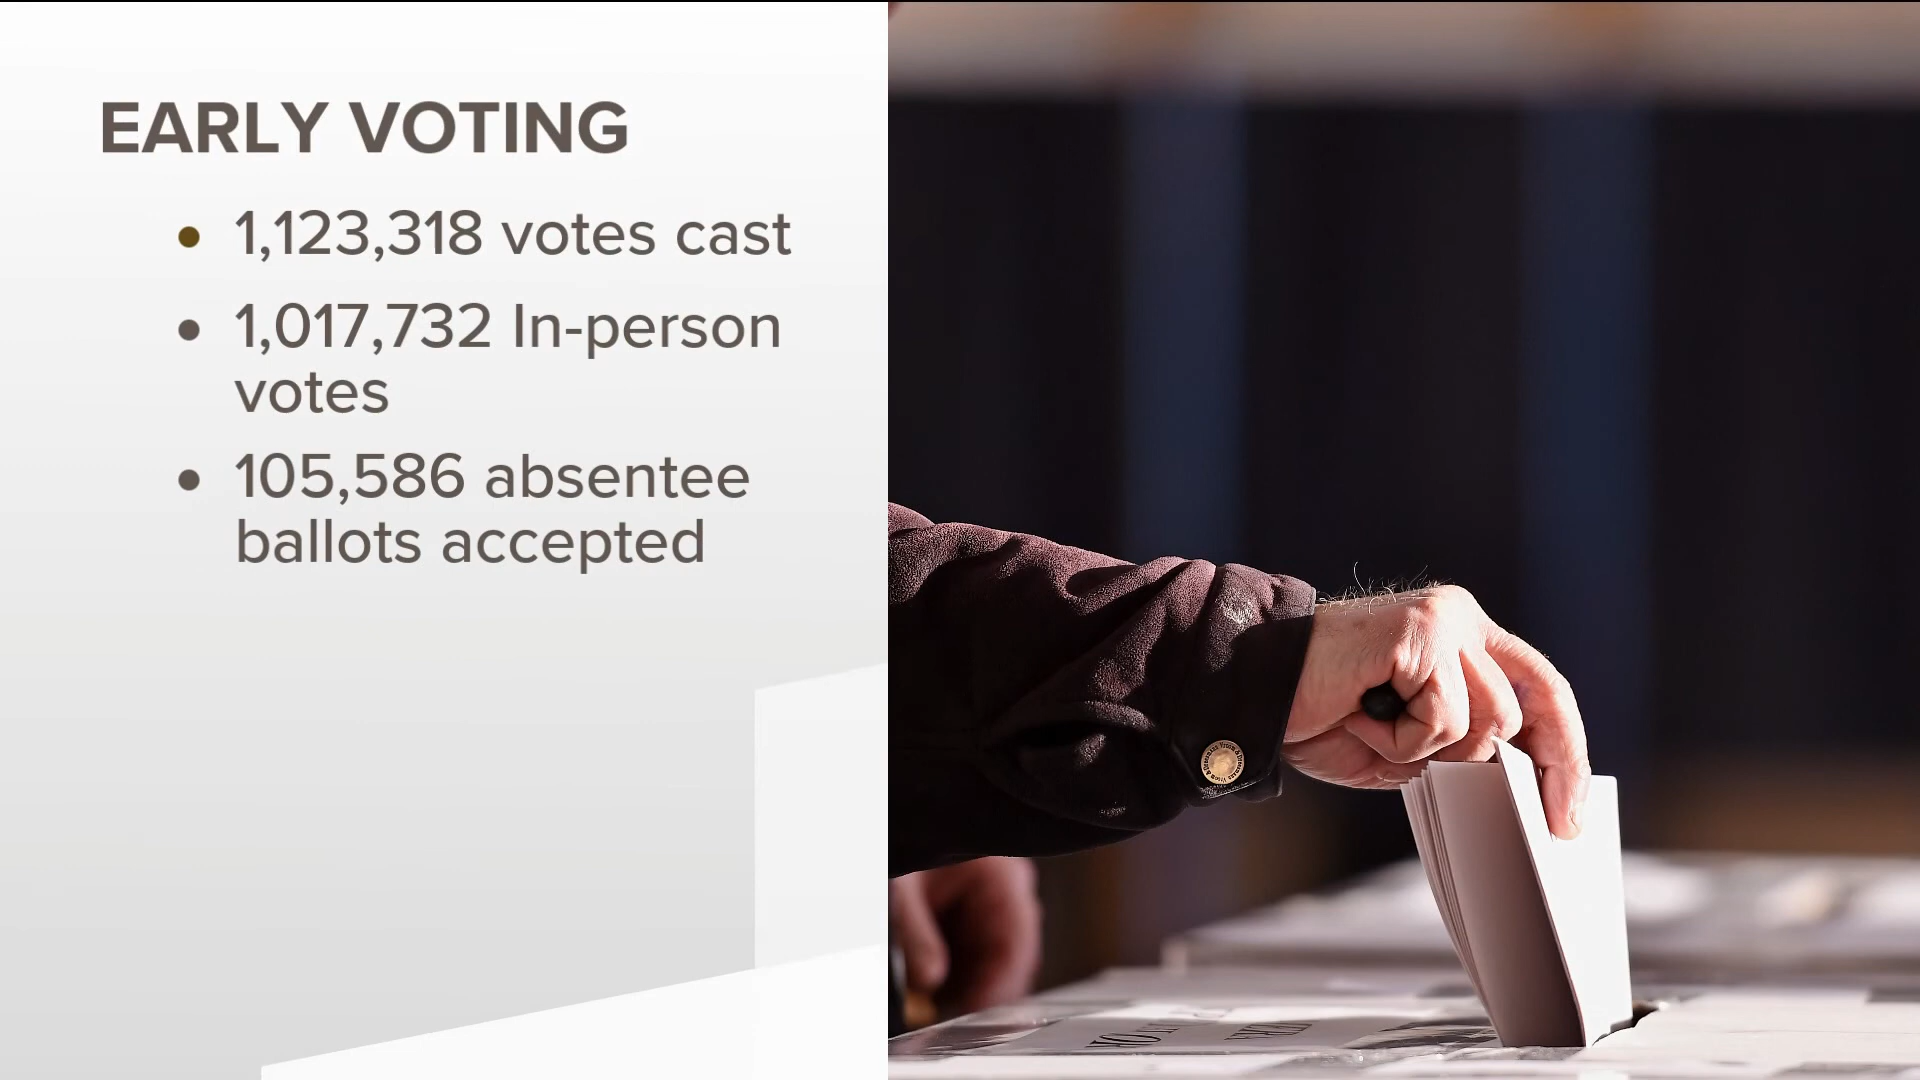 EARLY VOTING
• 1,123,318 votes cast
• 1,017,732 In-person
votes
• 105,586 absentee
ballots accepted